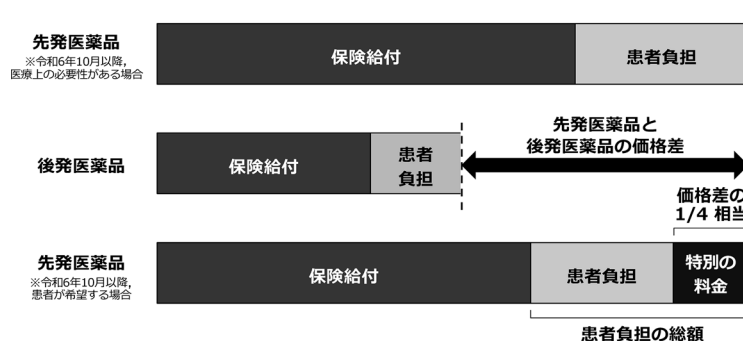 先発医薬品
※令和6年10月以降,
医療上の必要性がある場合
保険給付
患者負担
後発医薬品
保険給付
患者
負担
先発医薬品と
後発医薬品の価格差
価格差の
1/4 相当
先発医薬品
※令和6年10月以降,
患者が希望する場合
保険給付
患者負担
特別の
料金
患者負担の総額